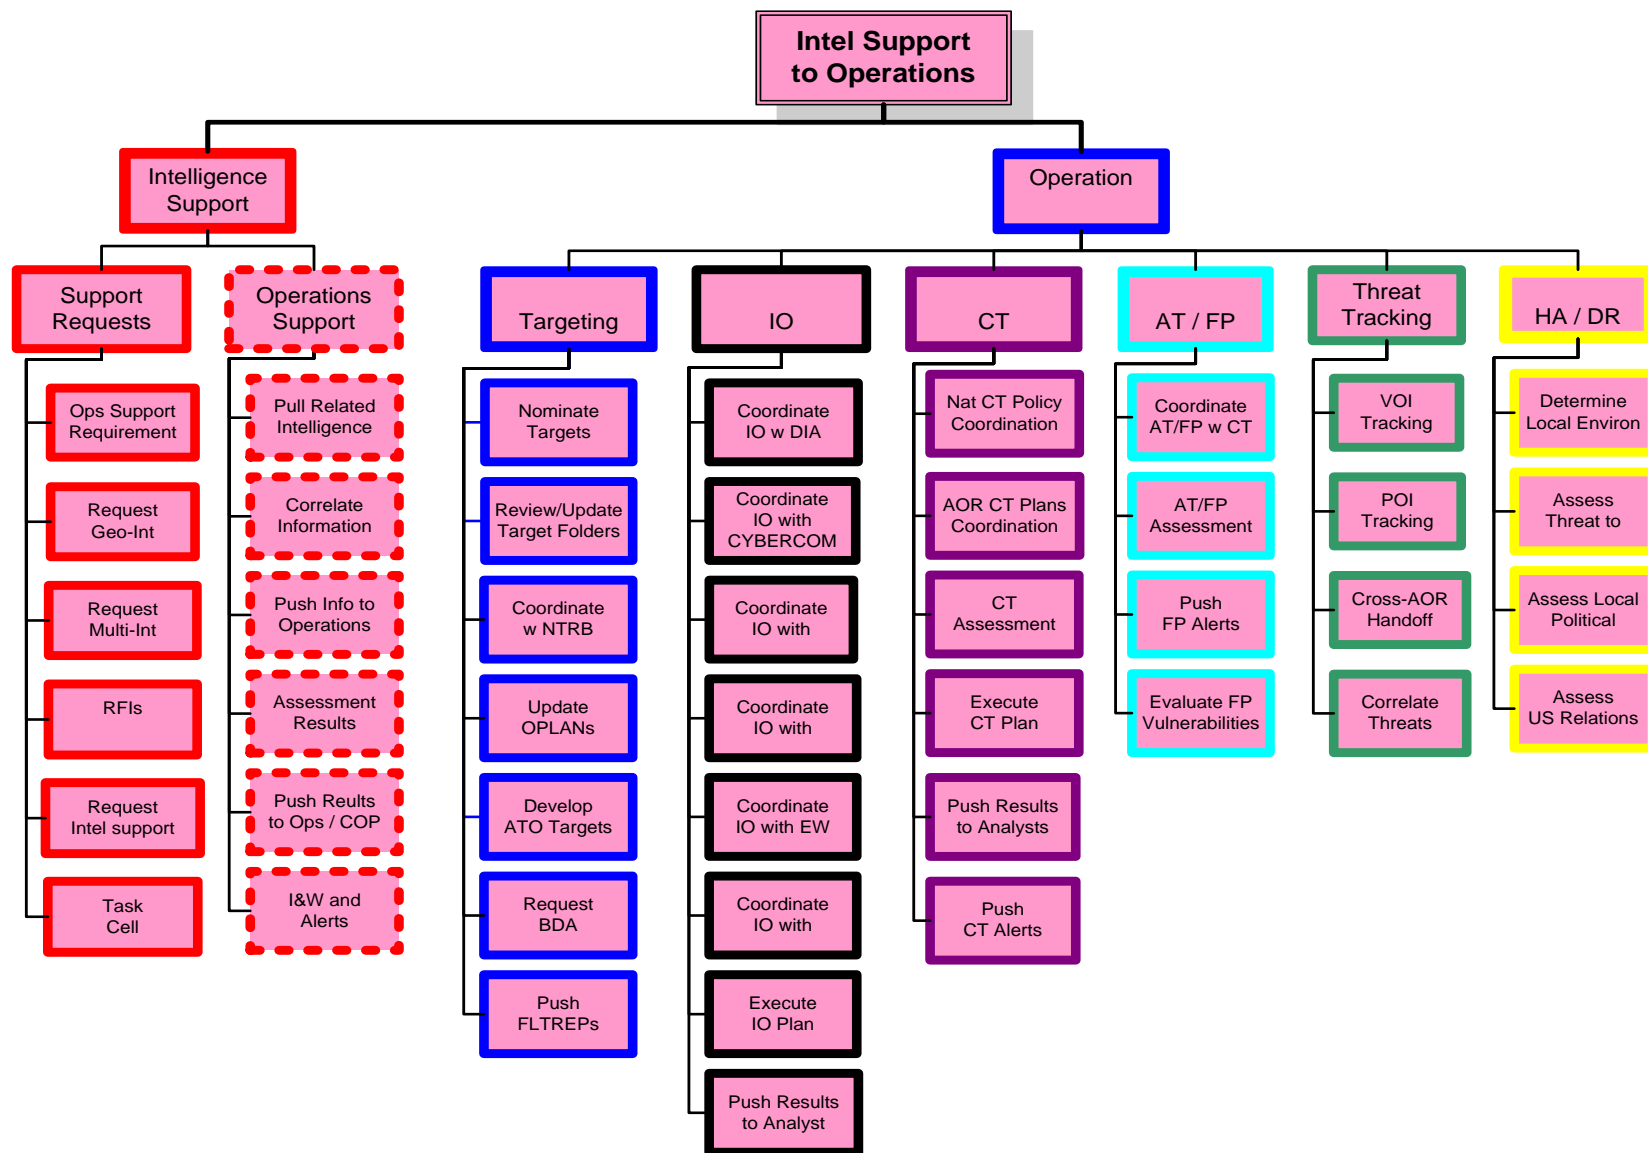 Intel Support
to Operations
Intelligence
Support
Operation
Support
Requests
Operations
Support
Targeting
IO
CT
AT / FP
Threat
Tracking
HA / DR
Ops Support
Requirement
Request
Geo-Int
Request
Multi-Int
RFIs
Request
Intel support
Task
Cell
Pull Related
Intelligence
Correlate
Information
Push Info to
Operations
Assessment
Results
Push Reults
to Ops / COP
I&W and
Alerts
Nominate
Targets
Review/Update
Target Folders
Coordinate
w NTRB
Update
OPLANs
Develop
ATO Targets
Request
BDA
Push
FLTREPs
Coordinate
IO w DIA
Coordinate
IO with
CYBERCOM
Coordinate
IO with
Coordinate
IO with
Coordinate
IO with EW
Coordinate
IO with
Execute
IO Plan
Push Results
to Analyst
Nat CT Policy
Coordination
AOR CT Plans
Coordination
CT
Assessment
Execute
CT Plan
Push Results
to Analysts
Push
CT Alerts
Coordinate
AT/FP w CT
AT/FP
Assessment
Push
FP Alerts
Evaluate FP
Vulnerabilities
VOI
Tracking
POI
Tracking
Cross-AOR
Handoff
Correlate
Threats
Determine
Local Environ
Assess
Threat to
Assess Local
Political
Assess
US Relations